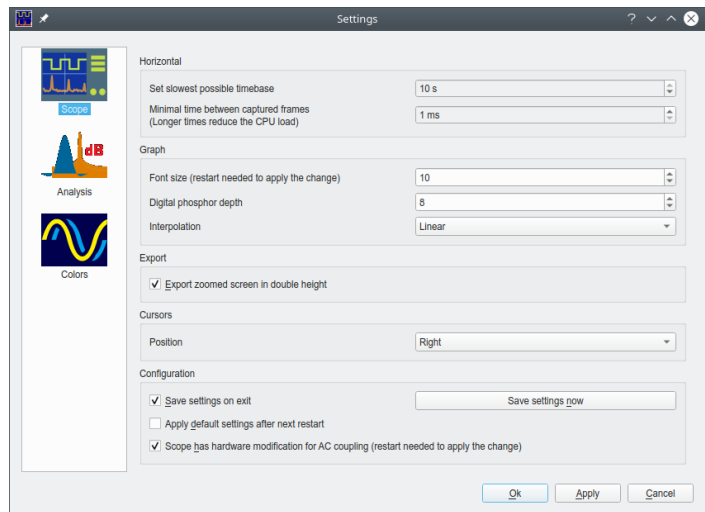 Settings
Scope
dB
Analysis
Colors
Horizontal
Set slowest possible timebase
10 s
Minimal time between captured frames
(Longer times reduce the CPU load)
1 ms
Graph
Font size (restart needed to apply the change)
10
Digital phosphor depth
8
Interpolation
Linear
Export
Export zoomed screen in double height
Cursors
Position
Right
Configuration
Save settings on exit
Save settings now
Apply default settings after next restart
Scope has hardware modification for AC coupling (restart needed to apply the change)
Ok
Apply
Cancel